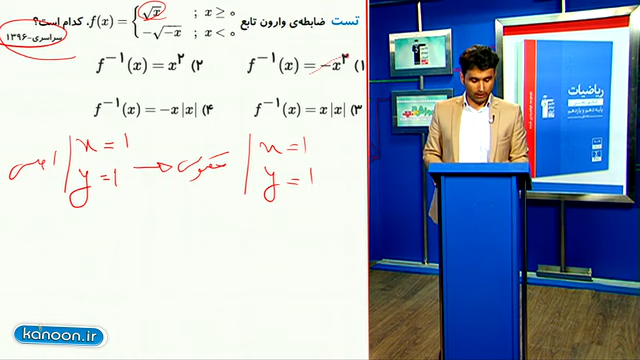 تست ضابطه‌ی وارون تابع f(x) = { √x ; x ≥ ۰ , −√−x ; x < ۰ . کدام است؟
سراسری-۱۳۹۶
۱) f⁻¹(x) = −x² ۲) f⁻¹(x) = x²
۳) f⁻¹(x) = x|x| ۴) f⁻¹(x) = −x|x|
x = 1
y = 1
x = 1
y = 1
ریاضیات
kanoon.ir